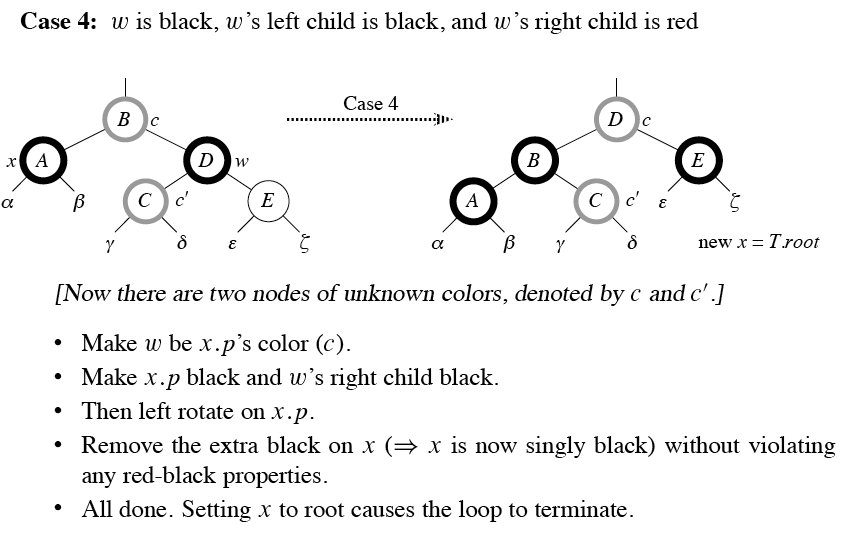 Case 4: w is black, w's left child is black, and w's right child is red
Case 4
B c D c
x A D w B E
α β C c′ E A C c′ ε ζ
γ δ ε ζ α β γ δ new x = T.root
[Now there are two nodes of unknown colors, denoted by c and c′.]
• Make w be x.p's color (c).
• Make x.p black and w's right child black.
• Then left rotate on x.p.
• Remove the extra black on x (⇒ x is now singly black) without violating
any red-black properties.
• All done. Setting x to root causes the loop to terminate.